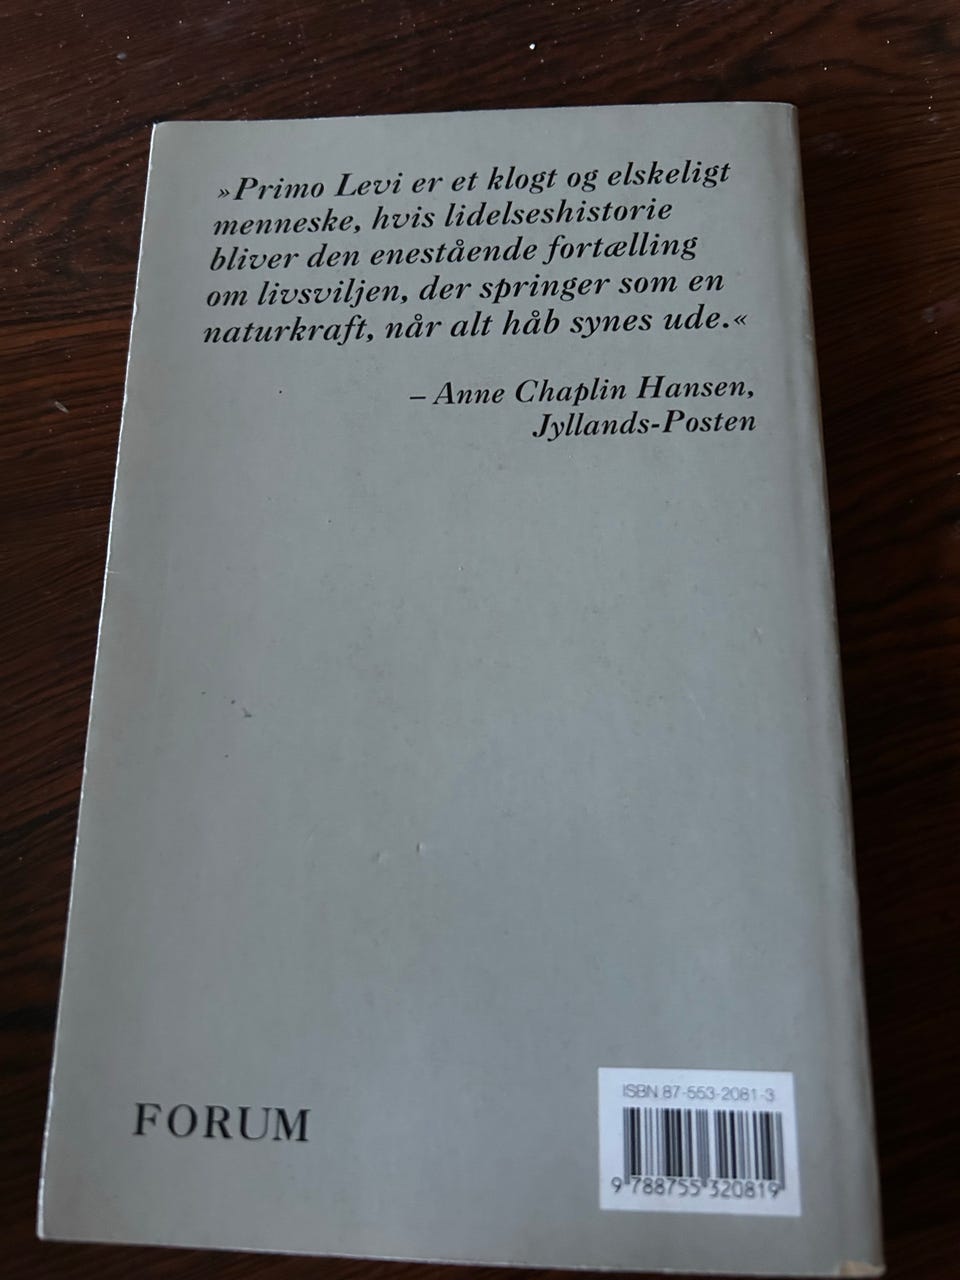 »Primo Levi er et klogt og elskeligt
menneske, hvis lidelseshistorie
bliver den enestående fortælling
om livsviljen, der springer som en
naturkraft, når alt håb synes ude.«
– Anne Chaplin Hansen,
Jyllands-Posten
FORUM
ISBN 87-553-2081-3
9 788755 320819